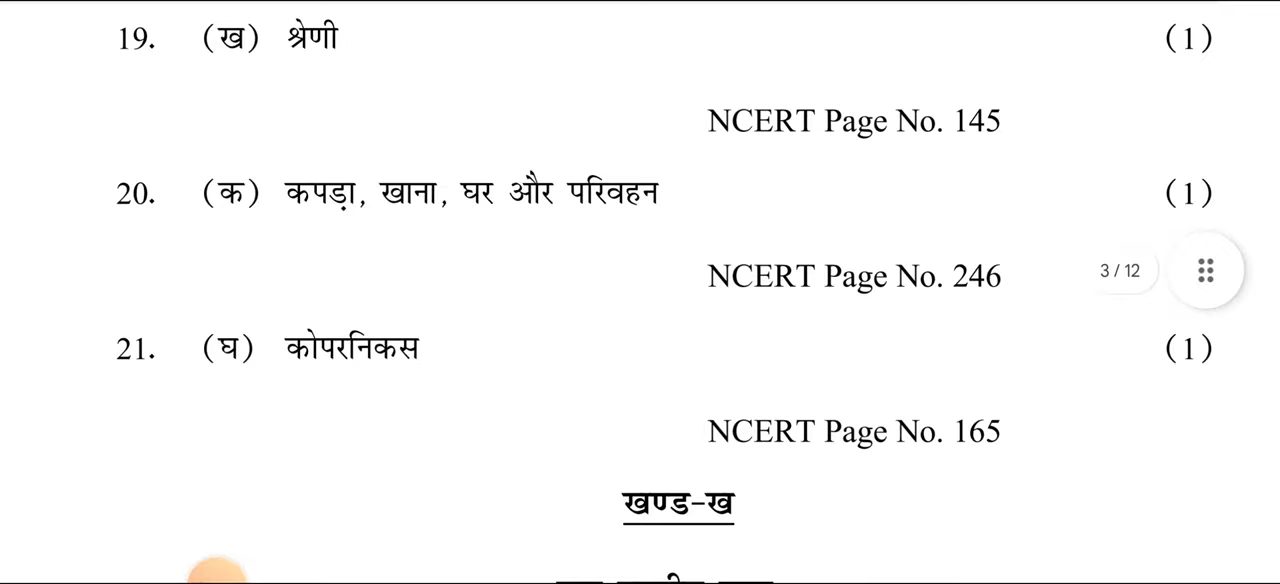 19. (ख) श्रेणी (1)
NCERT Page No. 145
20. (क) कपड़ा, खाना, घर और परिवहन (1)
NCERT Page No. 246
3 / 12
21. (घ) कोपरनिकस (1)
NCERT Page No. 165
खण्ड-ख